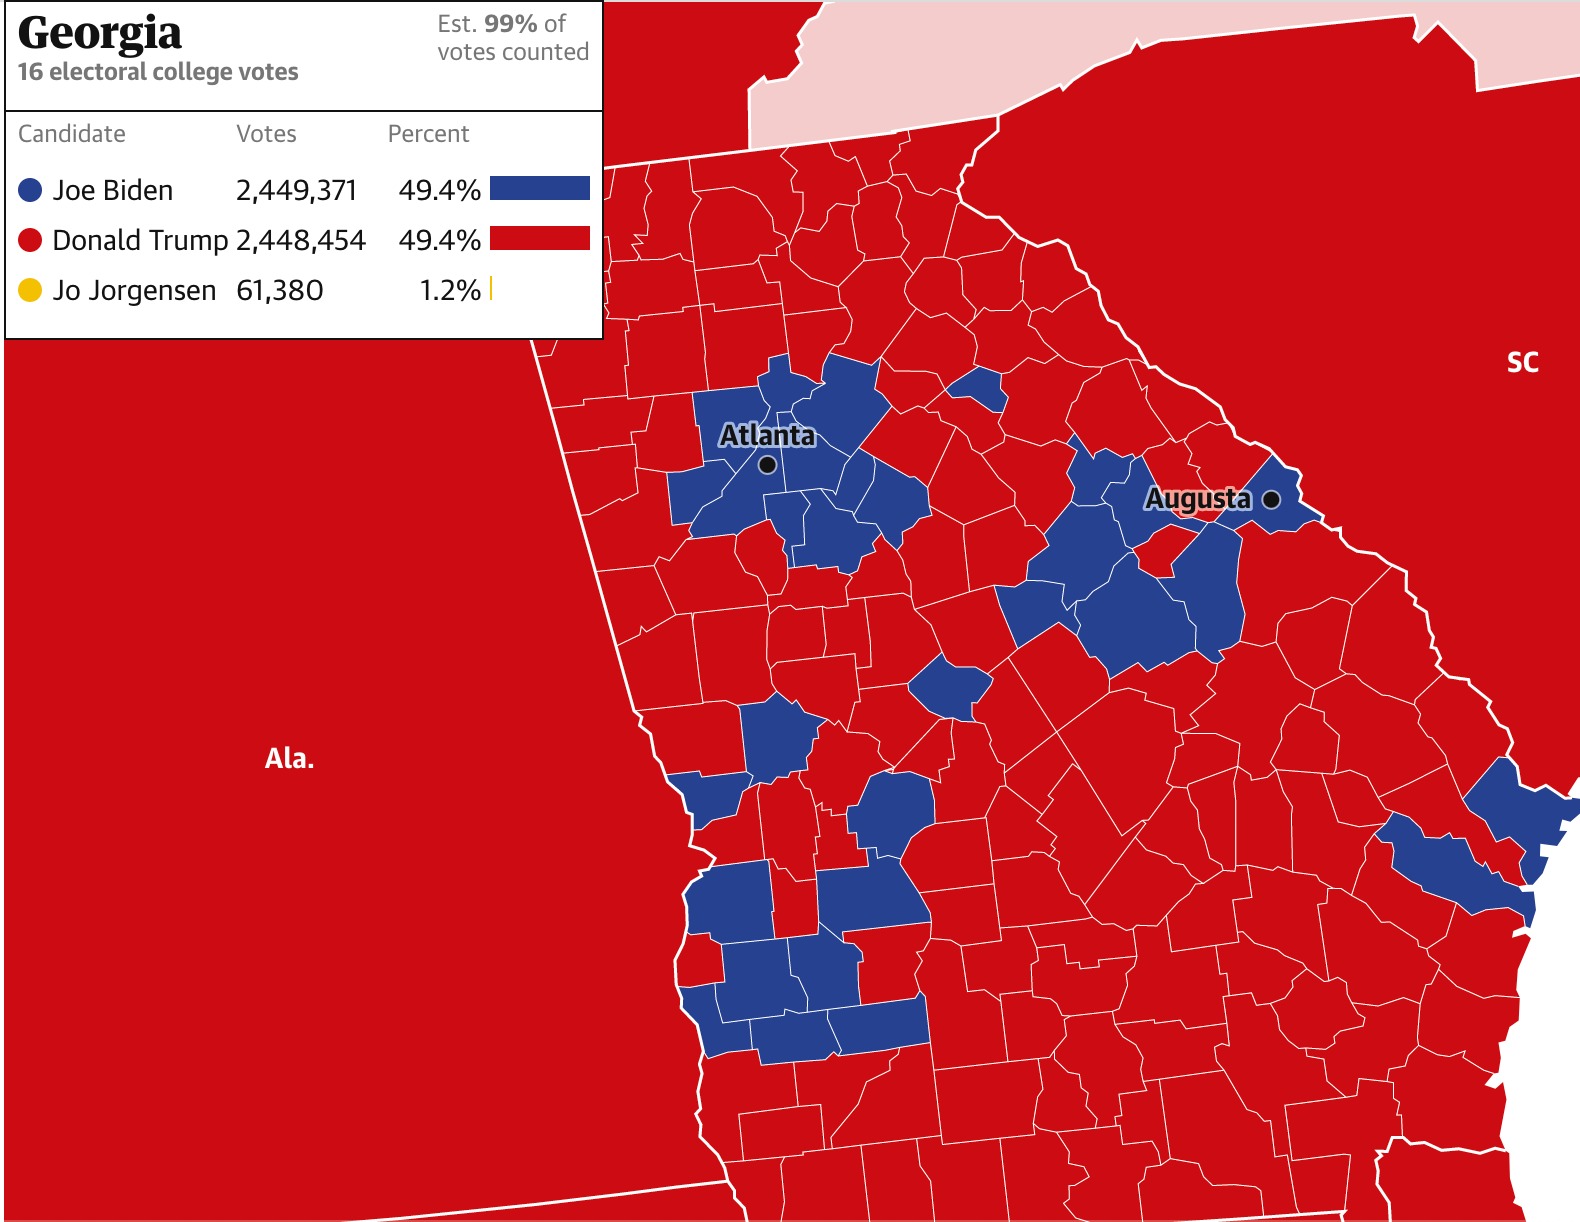 Georgia
16 electoral college votes
Est. 99% of
votes counted
Candidate Votes Percent
Joe Biden 2,449,371 49.4%
Donald Trump 2,448,454 49.4%
Jo Jorgensen 61,380 1.2%
SC
Atlanta
Augusta
Ala.